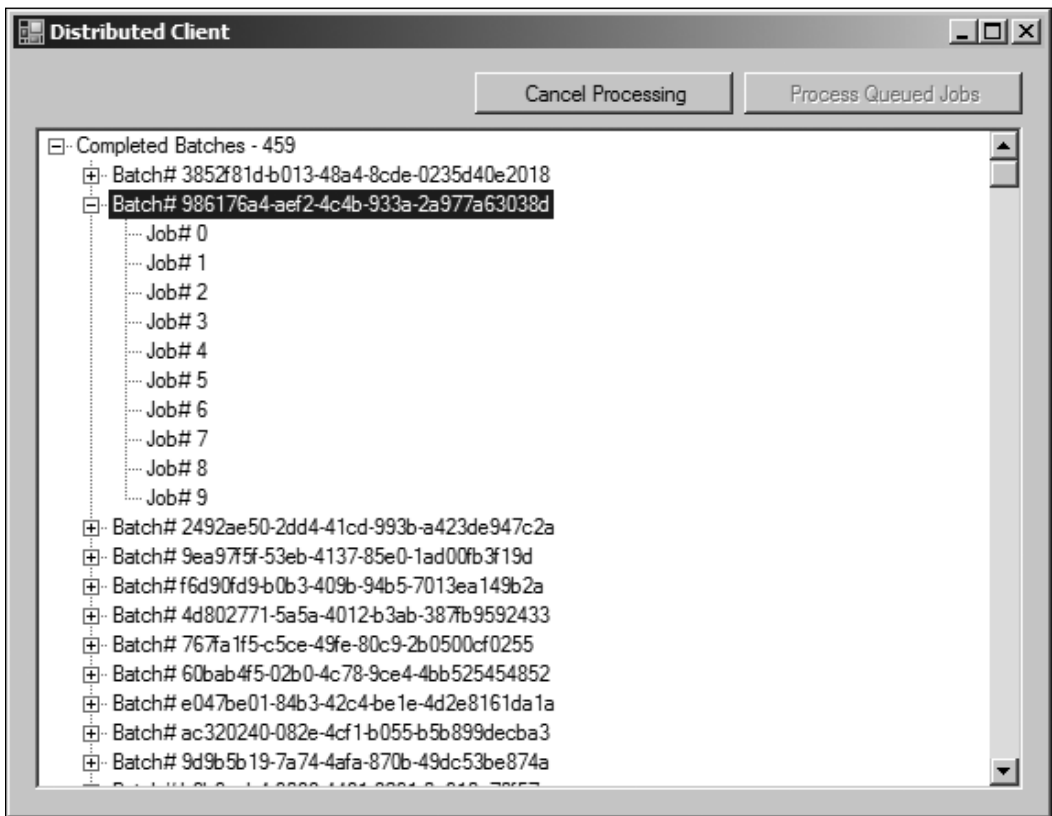 Distributed Client
Cancel Processing Process Queued Jobs
Completed Batches - 459
Batch# 3852f81d-b013-48a4-8cde-0235d40e2018
Batch# 986176a4-aef2-4c4b-933a-2a977a63038d
Job# 0
Job# 1
Job# 2
Job# 3
Job# 4
Job# 5
Job# 6
Job# 7
Job# 8
Job# 9
Batch# 2492ae50-2dd4-41cd-993b-a423de947c2a
Batch# 9ea97f5f-53eb-4137-85e0-1ad00fb3f19d
Batch# f6d90fd9-b0b3-409b-94b5-7013ea149b2a
Batch# 4d802771-5a5a-4012-b3ab-387fb9592433
Batch# 767fa1f5-c5ce-49fe-80c9-2b0500cf0255
Batch# 60bab4f5-02b0-4c78-9ce4-4bb525454852
Batch# e047be01-84b3-42c4-be1e-4d2e8161da1a
Batch# ac320240-082e-4cf1-b055-b5b899decba3
Batch# 9d9b5b19-7a74-4afa-870b-49dc53be874a